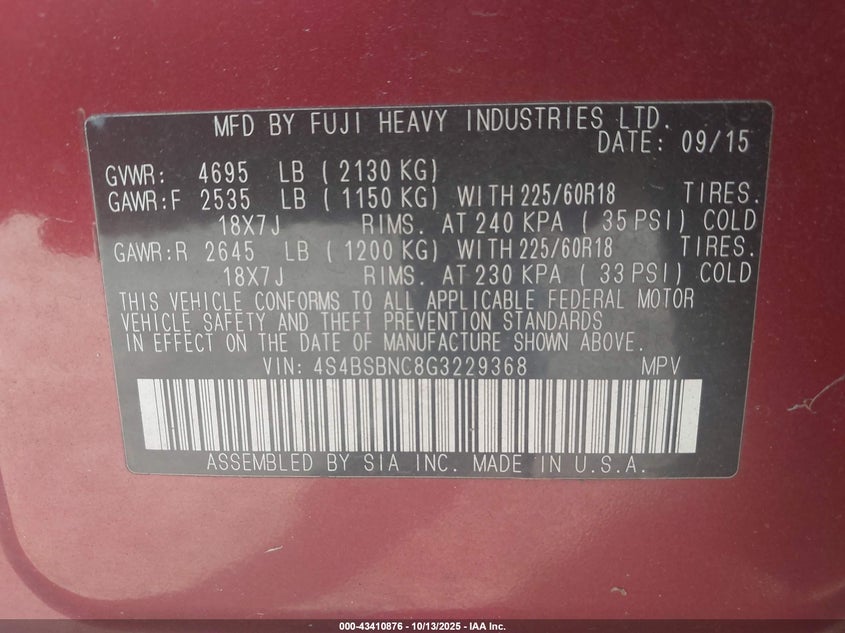 MFD BY FUJI HEAVY INDUSTRIES LTD.
DATE: 09/15
GVWR: 4695 LB ( 2130 KG)
GAWR:F 2535 LB ( 1150 KG) WITH 225/60R18 TIRES.
18X7J RIMS. AT 240 KPA ( 35 PSI) COLD
GAWR:R 2645 LB ( 1200 KG) WITH 225/60R18 TIRES.
18X7J RIMS. AT 230 KPA ( 33 PSI) COLD
THIS VEHICLE CONFORMS TO ALL APPLICABLE FEDERAL MOTOR
VEHICLE SAFETY AND THEFT PREVENTION STANDARDS
IN EFFECT ON THE DATE OF MANUFACTURE SHOWN ABOVE.
VIN: 4S4BSBNC8G3229368 MPV
ASSEMBLED BY SIA INC. MADE IN U.S.A.
000-43410876 - 10/13/2025 - IAA Inc.